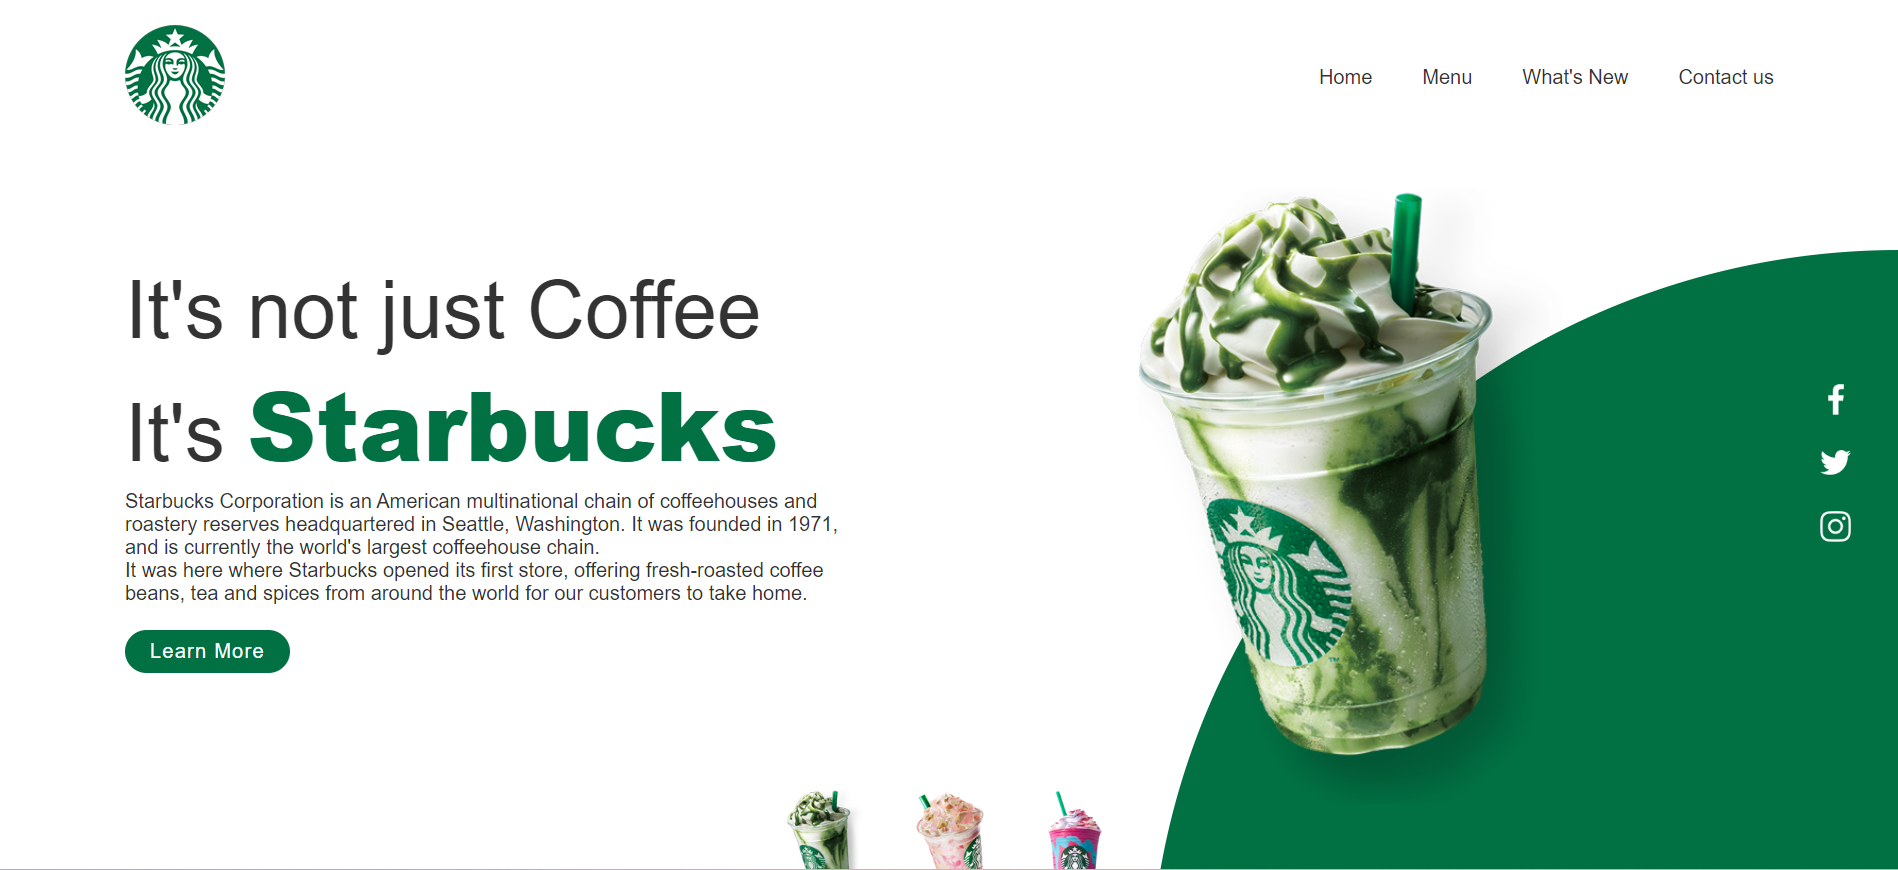 Home
Menu
What's New
Contact us
It's not just Coffee
It's Starbucks
Starbucks Corporation is an American multinational chain of coffeehouses and
roastery reserves headquartered in Seattle, Washington. It was founded in 1971,
and is currently the world's largest coffeehouse chain.
It was here where Starbucks opened its first store, offering fresh-roasted coffee
beans, tea and spices from around the world for our customers to take home.
Learn More
TM